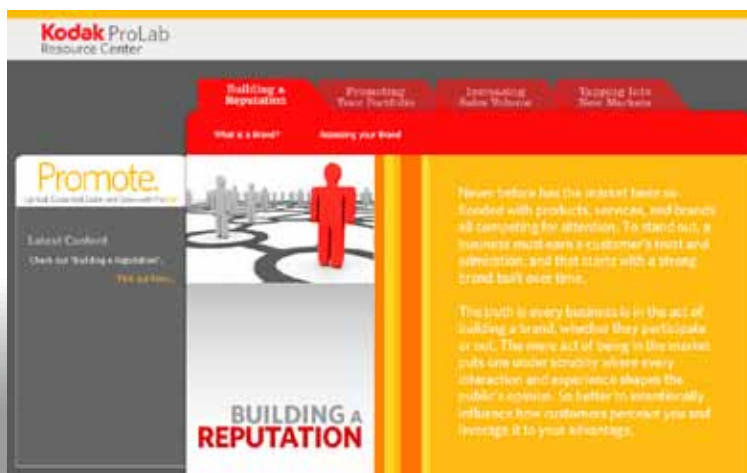 Kodak ProLab
Resource Center
Building a
Reputation
Promoting
Your Portfolio
Increasing
Sales Volume
Tapping Into
New Markets
What is a Brand?
Assessing your Brand
Promote.
Latest Content
Check out "Building a Reputation".
Find out how...
BUILDING A
REPUTATION
Never before has the market been so
flooded with products, services, and brands
all competing for attention. To stand out, a
business must earn a customer's trust and
admiration, and that starts with a strong
brand built over time.
The truth is every business is in the act of
building a brand, whether they participate
or not. The mere act of being in the market
puts one under scrutiny where every
interaction and experience shapes the
public's opinion. So better to intentionally
influence how customers perceive you and
leverage it to your advantage.